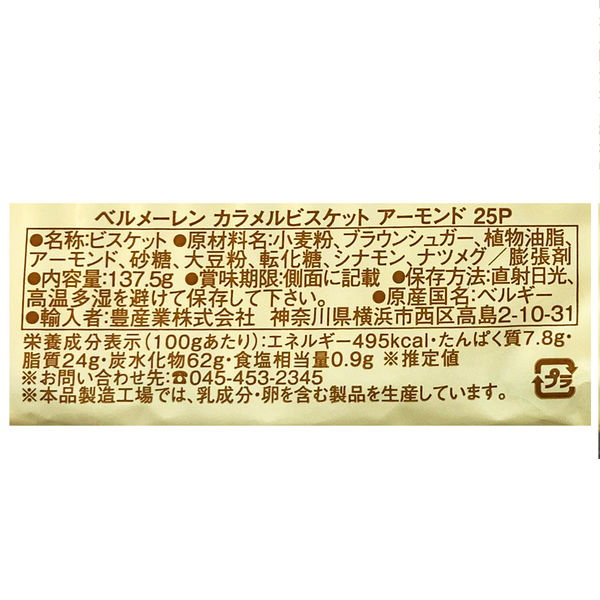 ベルメーレン カラメルビスケット アーモンド 25P
●名称:ビスケット ●原材料名:小麦粉、ブラウンシュガー、植物油脂、
アーモンド、砂糖、大豆粉、転化糖、シナモン、ナツメグ／膨張剤
●内容量:137.5g ●賞味期限:側面に記載 ●保存方法:直射日光、
高温多湿を避けて保存して下さい。 ●原産国名:ベルギー
●輸入者:豊産業株式会社 神奈川県横浜市西区高島2-10-31
栄養成分表示(100gあたり):エネルギー495kcal・たんぱく質7.8g・
脂質24g・炭水化物62g・食塩相当量0.9g ※推定値
※お問い合わせ先:☎045-453-2345
※本品製造工場では、乳成分・卵を含む製品を生産しています。
プラ